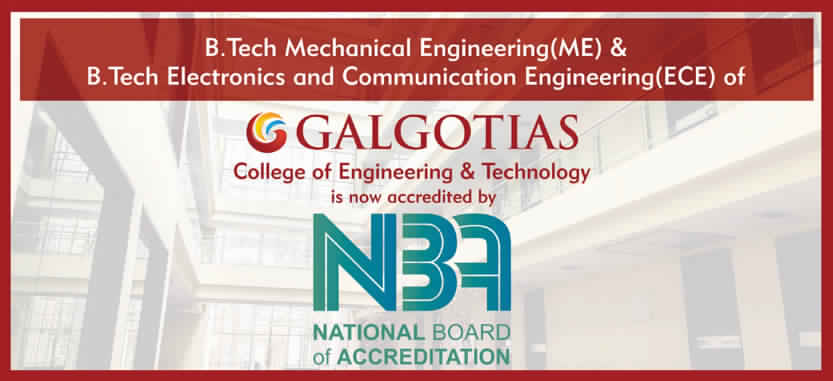 B.Tech Mechanical Engineering(ME) &
B.Tech Electronics and Communication Engineering(ECE) of
GALGOTIAS
College of Engineering & Technology
is now accredited by
NBA
NATIONAL BOARD
of ACCREDITATION